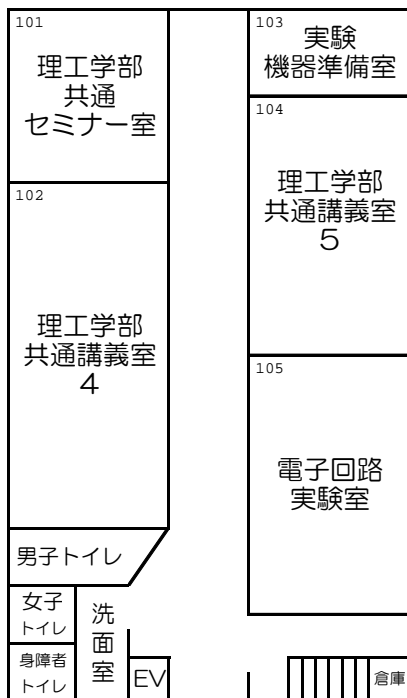 101
理工学部
共通
セミナー室
102
理工学部
共通講義室
4
男子トイレ
女子
トイレ
身障者
トイレ
洗
面
室
EV
103
実験
機器準備室
104
理工学部
共通講義室
5
105
電子回路
実験室
倉庫